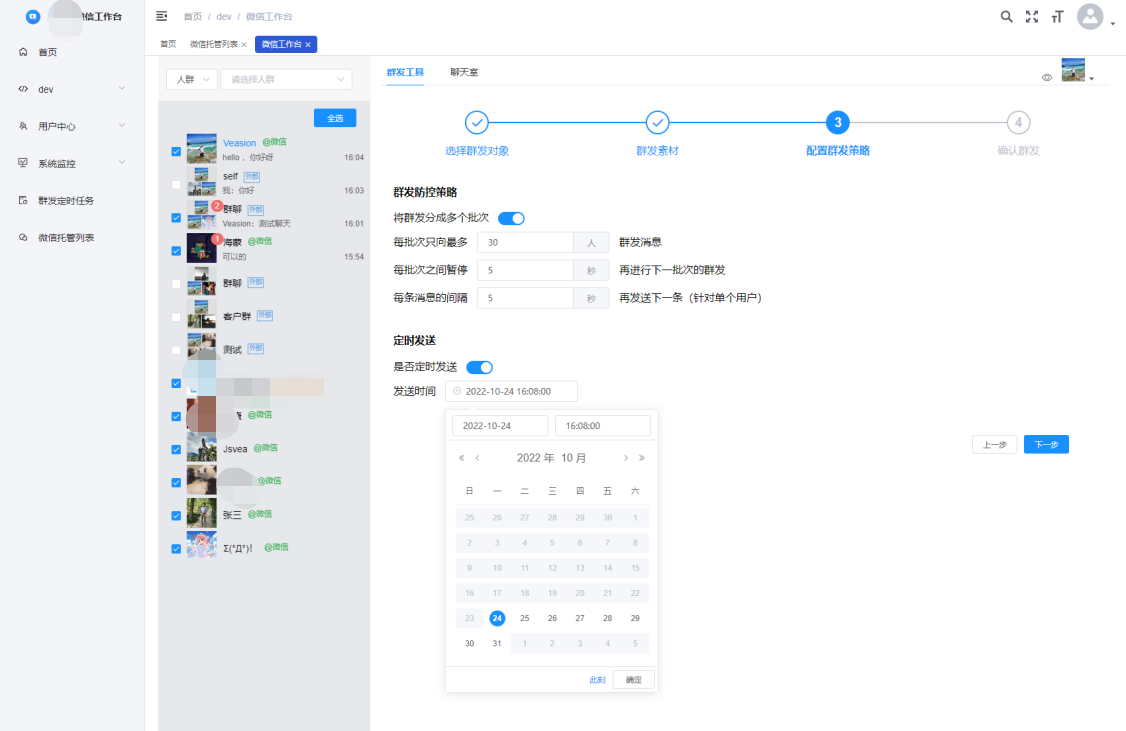 微信工作台
首页 / dev / 微信工作台
首页 微信托管列表 × 微信工作台 ×
首页
dev
用户中心
系统监控
群发定时任务
微信托管列表
人群 请选择人群
全选
Veasion @微信
hello ，你好呀 16:04
self 外部
我：你好 16:03
2 群聊 外部
Veasion：测试聊天 16:01
1 海蒙 @微信
可以的 15:54
群聊 外部
客户群 外部
测试 外部
@微信
Jsvea @微信
@微信
张三 @微信
Σ(°Д°)! @微信
群发工具 聊天室
3 4
选择群发对象 群发素材 配置群发策略 确认群发
群发防控策略
将群发分成多个批次
每批次只向最多 30 人 群发消息
每批次之间暂停 5 秒 再进行下一批次的群发
每条消息的间隔 5 秒 再发送下一条（针对单个用户）
定时发送
是否定时发送
发送时间 2022-10-24 16:08:00
2022-10-24 16:08:00
« ‹ 2022 年 10 月 › »
日 一 二 三 四 五 六
25 26 27 28 29 30 1
2 3 4 5 6 7 8
9 10 11 12 13 14 15
16 17 18 19 20 21 22
23 24 25 26 27 28 29
30 31 1 2 3 4 5
此刻 确定
上一步 下一步